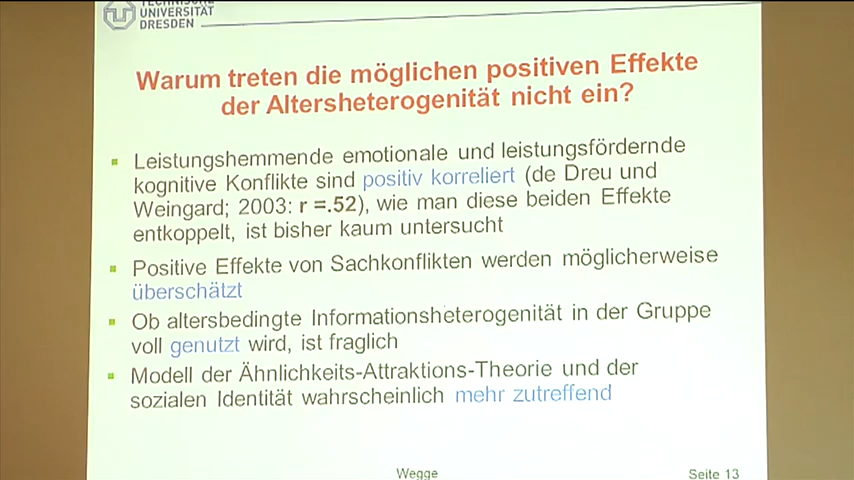 TECHNISCHE
UNIVERSITÄT
DRESDEN
Warum treten die möglichen positiven Effekte
der Altersheterogenität nicht ein?
Leistungshemmende emotionale und leistungsfördernde
kognitive Konflikte sind positiv korreliert (de Dreu und
Weingard; 2003: r =.52), wie man diese beiden Effekte
entkoppelt, ist bisher kaum untersucht
Positive Effekte von Sachkonflikten werden möglicherweise
überschätzt
Ob altersbedingte Informationsheterogenität in der Gruppe
voll genutzt wird, ist fraglich
Modell der Ähnlichkeits-Attraktions-Theorie und der
sozialen Identität wahrscheinlich mehr zutreffend
Wegge
Seite 13